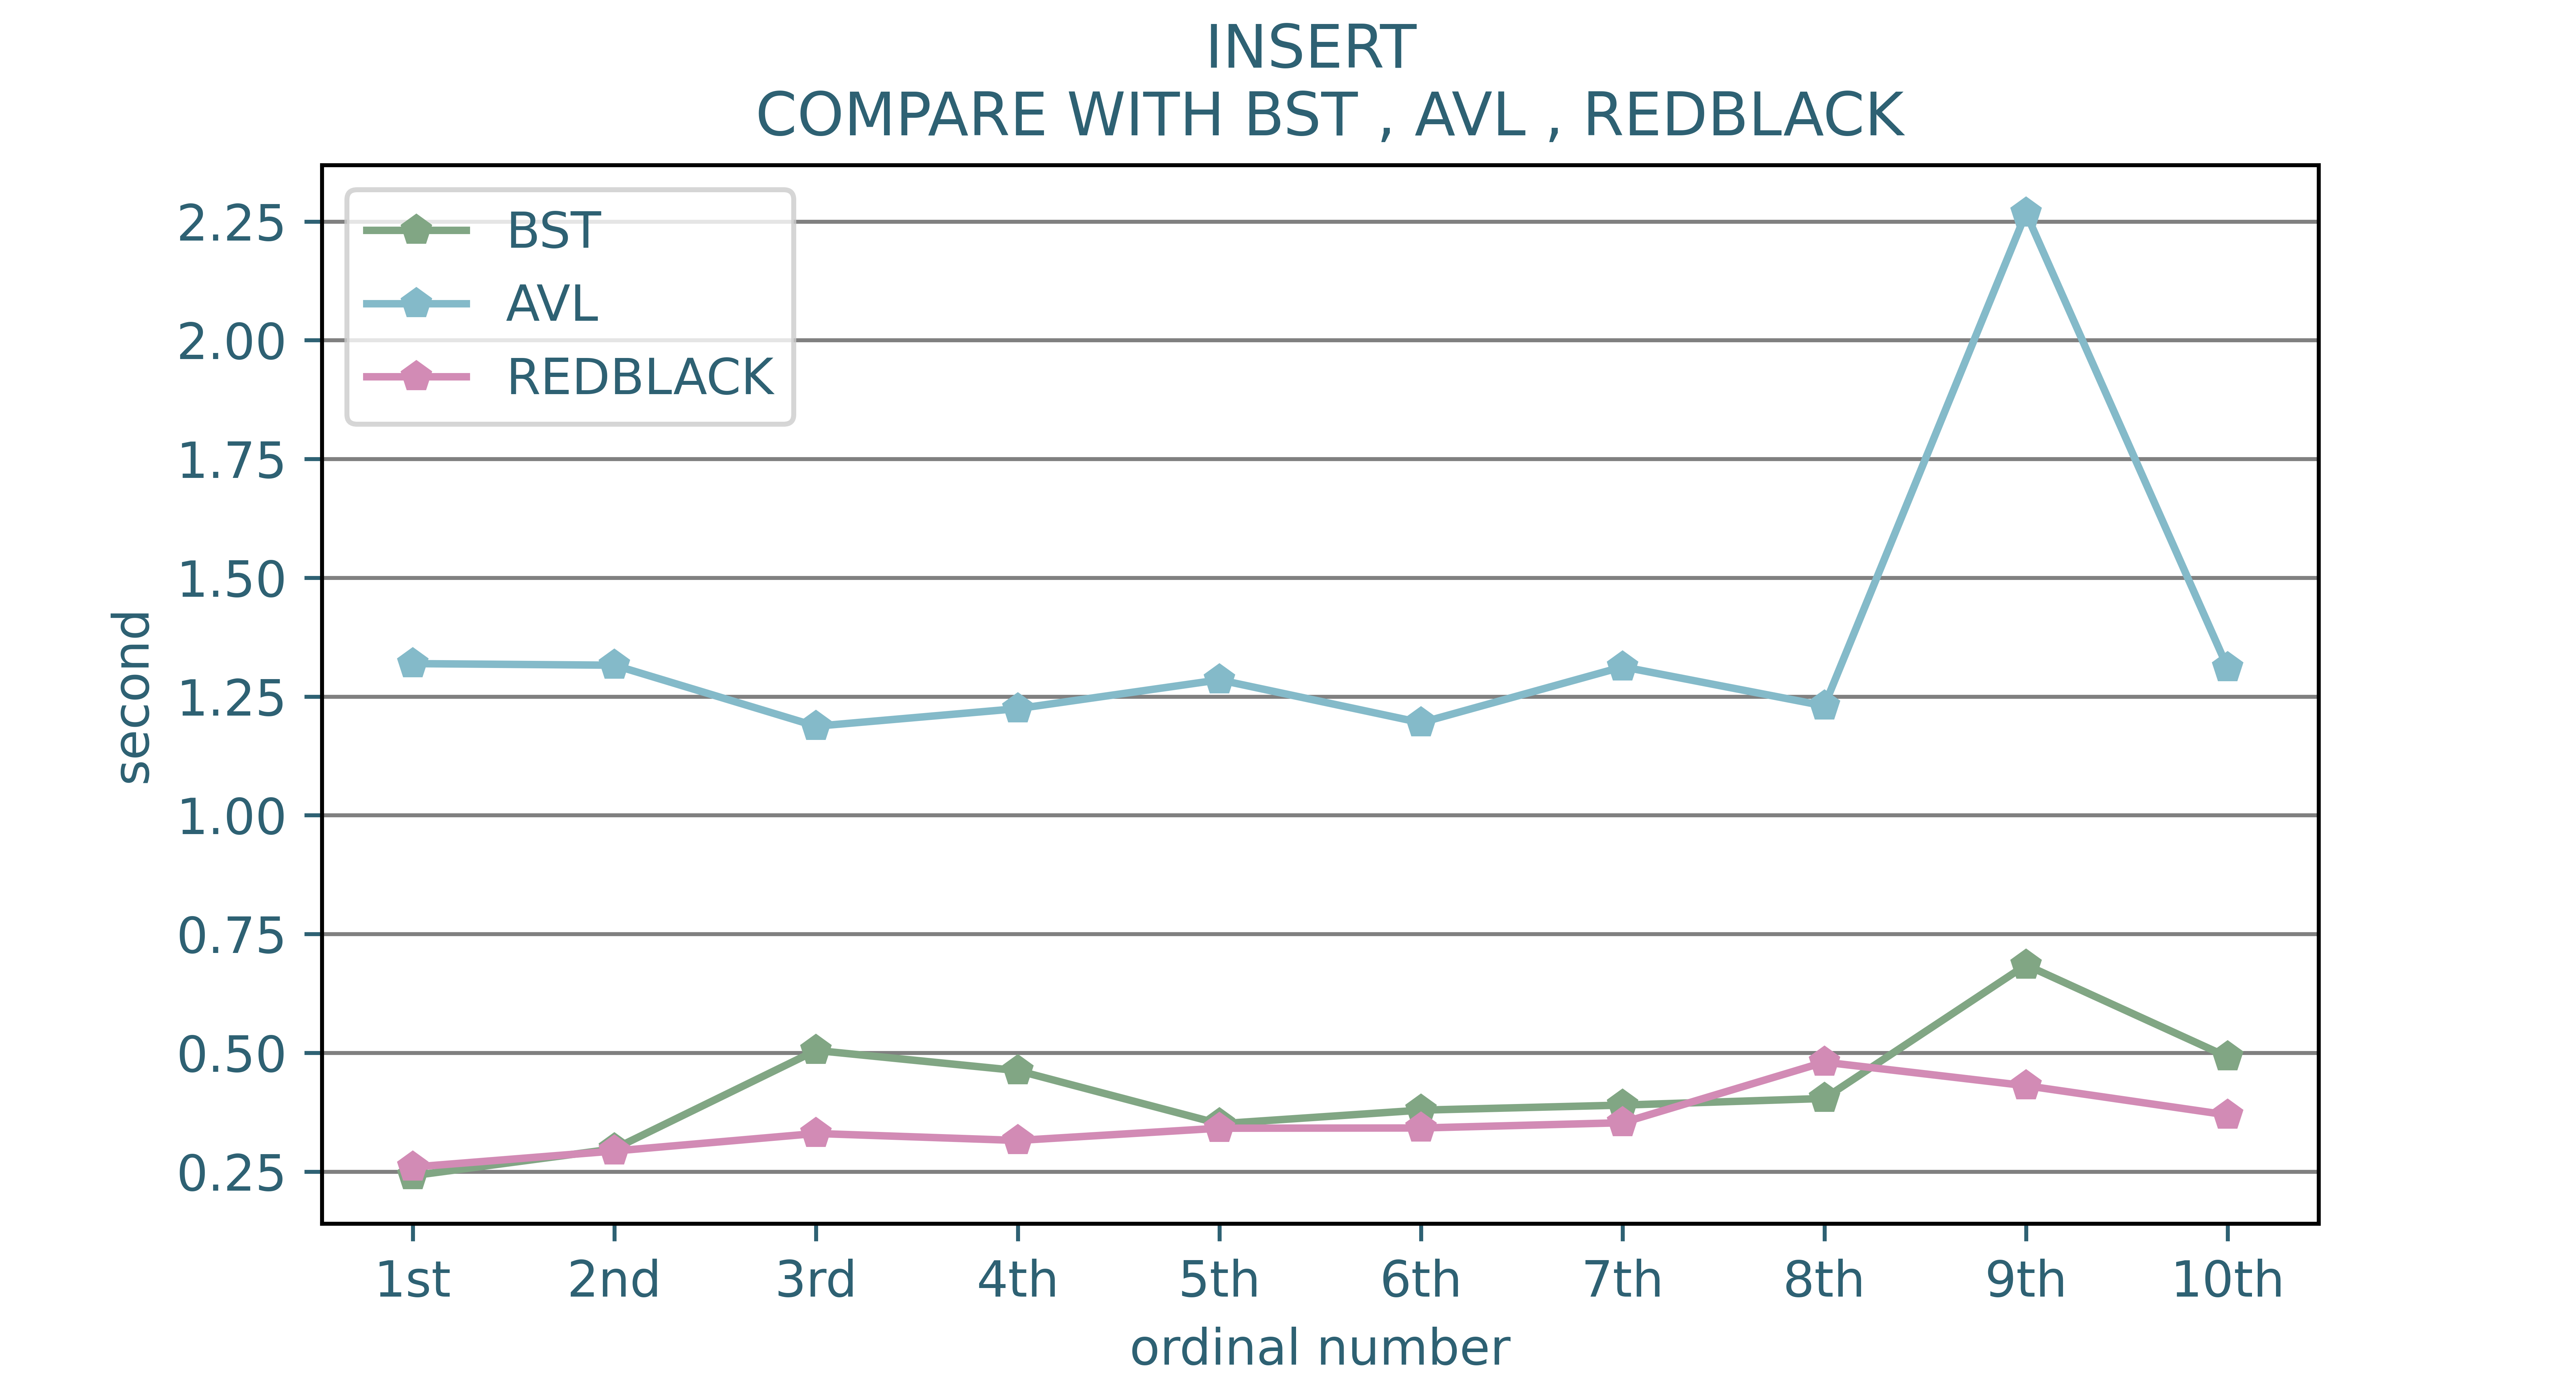 INSERT
COMPARE WITH BST , AVL , REDBLACK
BST
AVL
REDBLACK
2.25
2.00
1.75
1.50
1.25
1.00
0.75
0.50
0.25
second
1st 2nd 3rd 4th 5th 6th 7th 8th 9th 10th
ordinal number